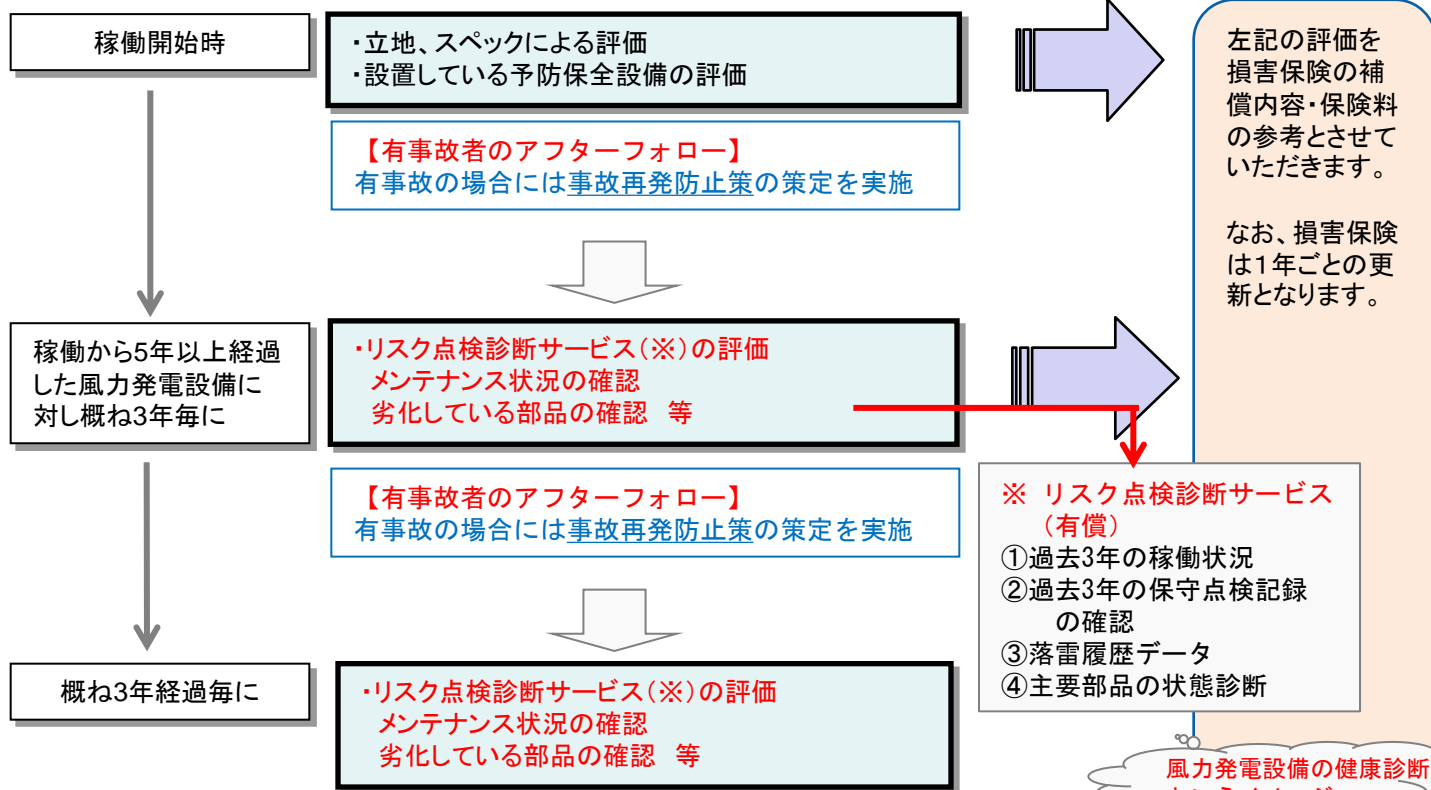 稼働開始時
・立地、スペックによる評価
・設置している予防保全設備の評価
【有事故者のアフターフォロー】
有事故の場合には事故再発防止策の策定を実施
左記の評価を
損害保険の補
償内容・保険料
の参考とさせて
いただきます。
なお、損害保険
は１年ごとの更
新となります。
稼働から5年以上経過
した風力発電設備に
対し概ね3年毎に
・リスク点検診断サービス（※）の評価
メンテナンス状況の確認
劣化している部品の確認　等
【有事故者のアフターフォロー】
有事故の場合には事故再発防止策の策定を実施
※　リスク点検診断サービス
（有償）
①過去3年の稼働状況
②過去3年の保守点検記録
の確認
③落雷履歴データ
④主要部品の状態診断
概ね3年経過毎に
・リスク点検診断サービス（※）の評価
メンテナンス状況の確認
劣化している部品の確認　等
風力発電設備の健康診断